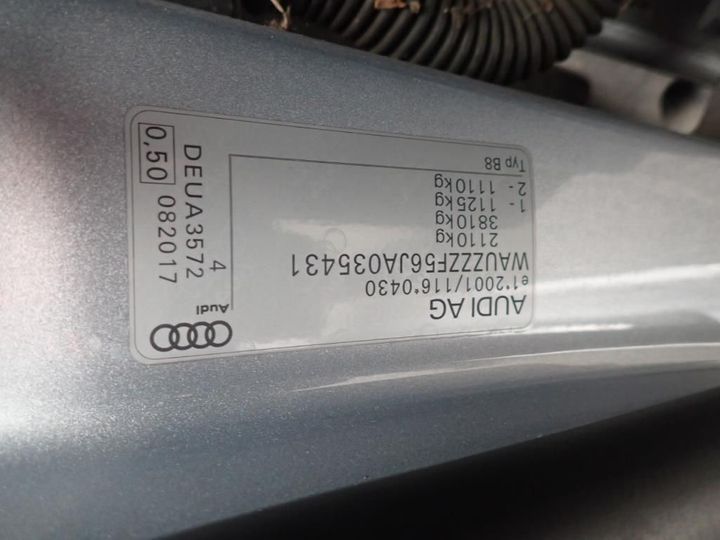 AUDI AG
e1*2001/116*0430
WAUZZZF56JA035431
2110kg
3810kg
1- 1125kg
2- 1110kg
Typ B8
Audi
4
DEUA3572
0,50 082017